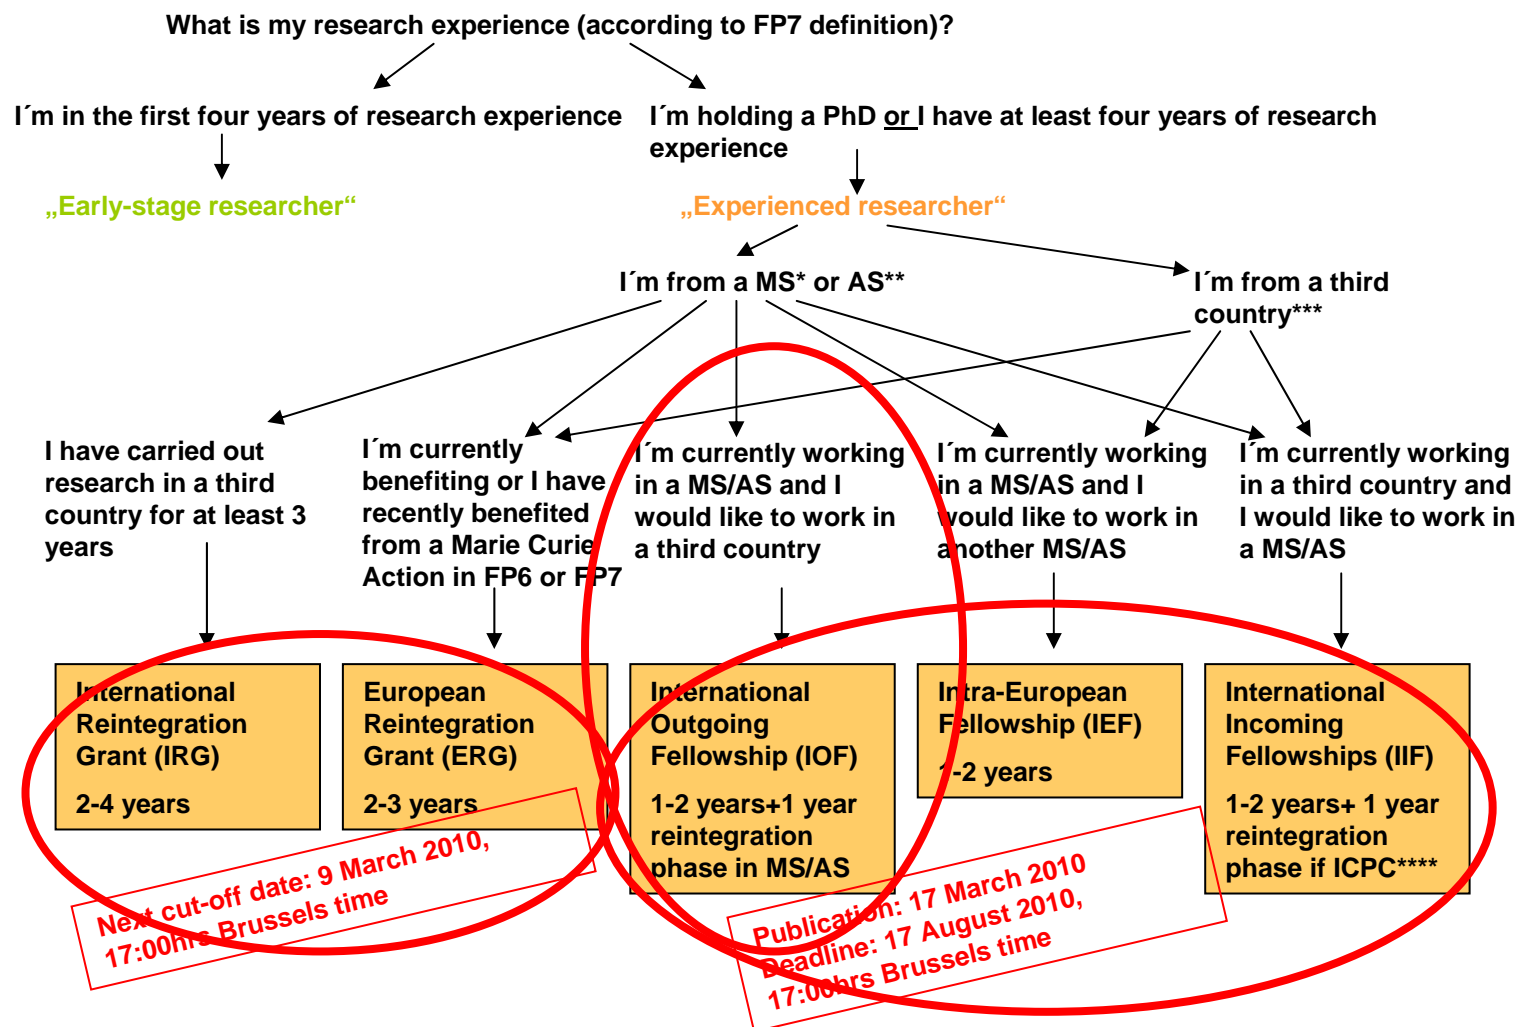 What is my research experience (according to FP7 definition)?
I´m in the first four years of research experience
I´m holding a PhD or I have at least four years of research
experience
„Early-stage researcher“
„Experienced researcher“
I´m from a MS* or AS**
I´m from a third
country***
I have carried out
research in a third
country for at least 3
years
I´m currently
benefiting or I have
recently benefited
from a Marie Curie
Action in FP6 or FP7
I´m currently working
in a MS/AS and I
would like to work in
a third country
I´m currently working
in a MS/AS and I
would like to work in
another MS/AS
I´m currently working
in a third country and
I would like to work in
a MS/AS
International
Reintegration
Grant (IRG)
2-4 years
European
Reintegration
Grant (ERG)
2-3 years
International
Outgoing
Fellowship (IOF)
1-2 years+1 year
reintegration
phase in MS/AS
Intra-European
Fellowship (IEF)
1-2 years
International
Incoming
Fellowships (IIF)
1-2 years+ 1 year
reintegration
phase if ICPC****
Next cut-off date: 9 March 2010,
17:00hrs Brussels time
Publication: 17 March 2010
Deadline: 17 August 2010,
17:00hrs Brussels time